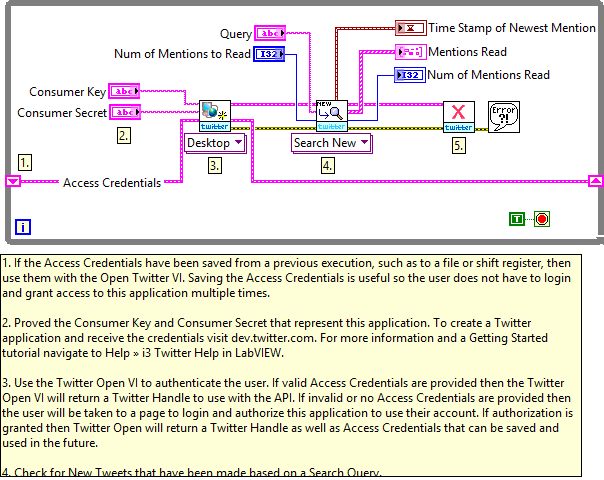 Query
abc
Time Stamp of Newest Mention
Num of Mentions to Read
I32
Mentions Read
I32
Num of Mentions Read
Consumer Key
abc
Consumer Secret
abc
NEW
Error
?!
twitter
twitter
twitter
2.
Desktop
Search New
5.
1.
3.
4.
Access Credentials
i
T
1. If the Access Credentials have been saved from a previous execution, such as to a file or shift register, then
use them with the Open Twitter VI. Saving the Access Credentials is useful so the user does not have to login
and grant access to this application multiple times.
2. Proved the Consumer Key and Consumer Secret that represent this application. To create a Twitter
application and receive the credentials visit dev.twitter.com. For more information and a Getting Started
tutorial navigate to Help » i3 Twitter Help in LabVIEW.
3. Use the Twitter Open VI to authenticate the user. If valid Access Credentials are provided then the Twitter
Open VI will return a Twitter Handle to use with the API. If invalid or no Access Credentials are provided then
the user will be taken to a page to login and authorize this application to use their account. If authorization is
granted then Twitter Open will return a Twitter Handle as well as Access Credentials that can be saved and
used in the future.
4. Check for New Tweets that have been made based on a Search Query.